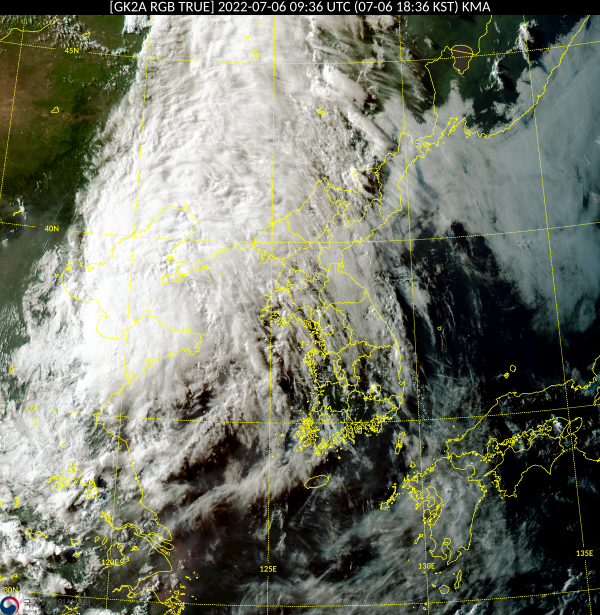 [GK2A RGB TRUE] 2022-07-06 09:36 UTC (07-06 18:36 KST) KMA
45N
40N
120E
125E
130E
135E
30N